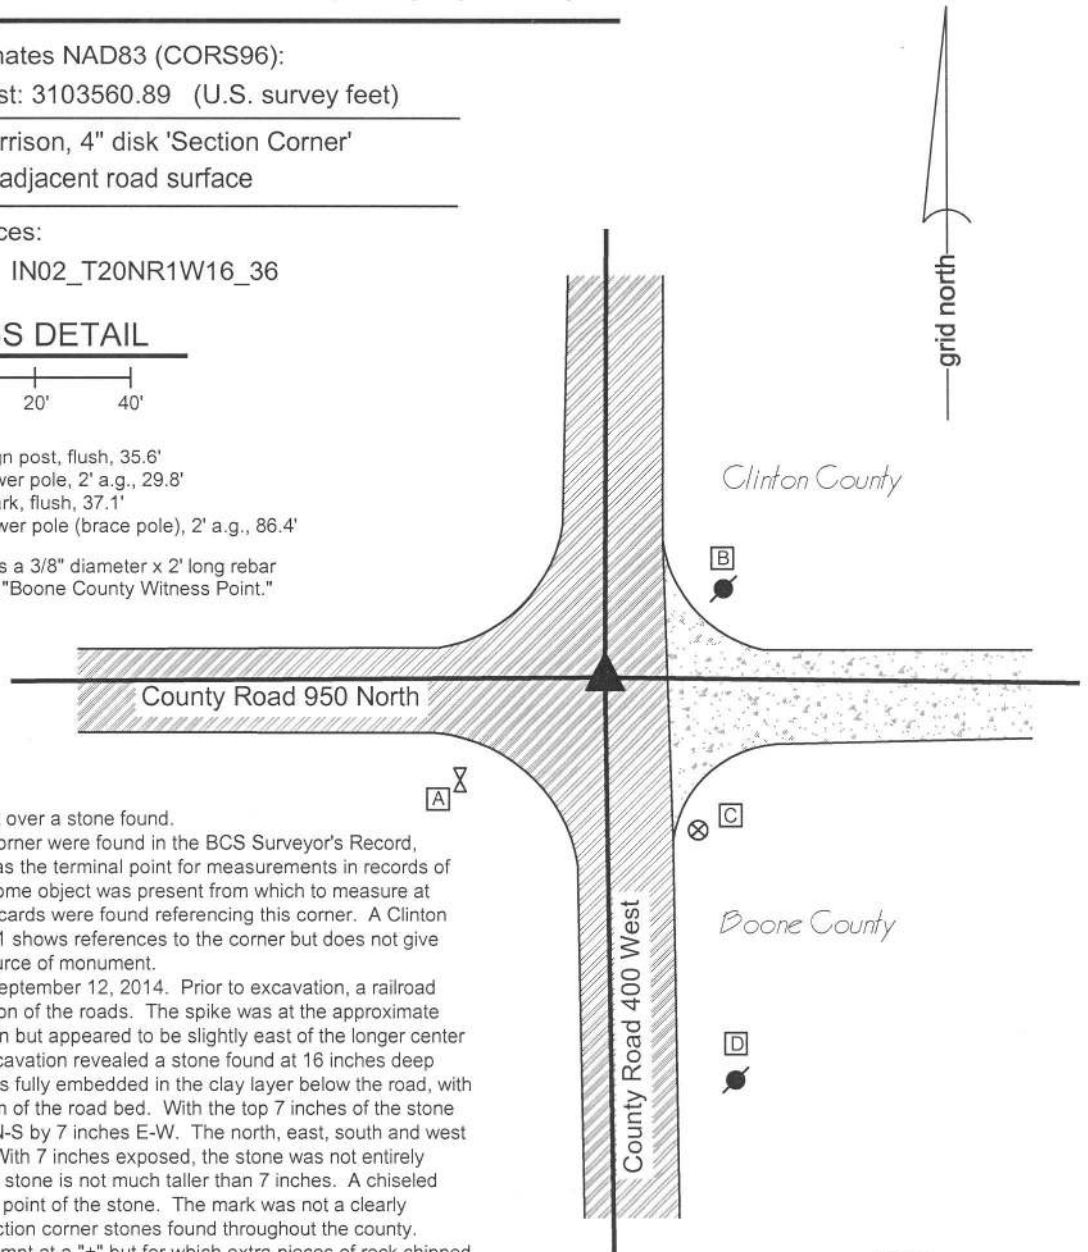 nates NAD83 (CORS96):
st: 3103560.89 (U.S. survey feet)
rrison, 4" disk 'Section Corner'
adjacent road surface
ces:
IN02_T20NR1W16_36
S DETAIL
20' 40'
gn post, flush, 35.6'
wer pole, 2' a.g., 29.8'
ark, flush, 37.1'
wer pole (brace pole), 2' a.g., 86.4'
s a 3/8" diameter x 2' long rebar
"Boone County Witness Point."
grid north
Clinton County
B
County Road 950 North
A
C
County Road 400 West
Boone County
D
over a stone found.
orner were found in the BCS Surveyor's Record,
as the terminal point for measurements in records of
ome object was present from which to measure at
cards were found referencing this corner. A Clinton
1 shows references to the corner but does not give
urce of monument.
eptember 12, 2014. Prior to excavation, a railroad
on of the roads. The spike was at the approximate
n but appeared to be slightly east of the longer center
cavation revealed a stone found at 16 inches deep
s fully embedded in the clay layer below the road, with
n of the road bed. With the top 7 inches of the stone
N-S by 7 inches E-W. The north, east, south and west
With 7 inches exposed, the stone was not entirely
stone is not much taller than 7 inches. A chiseled
point of the stone. The mark was not a clearly
ction corner stones found throughout the county.
mpt at a "+" but for which extra pieces of rock chipped